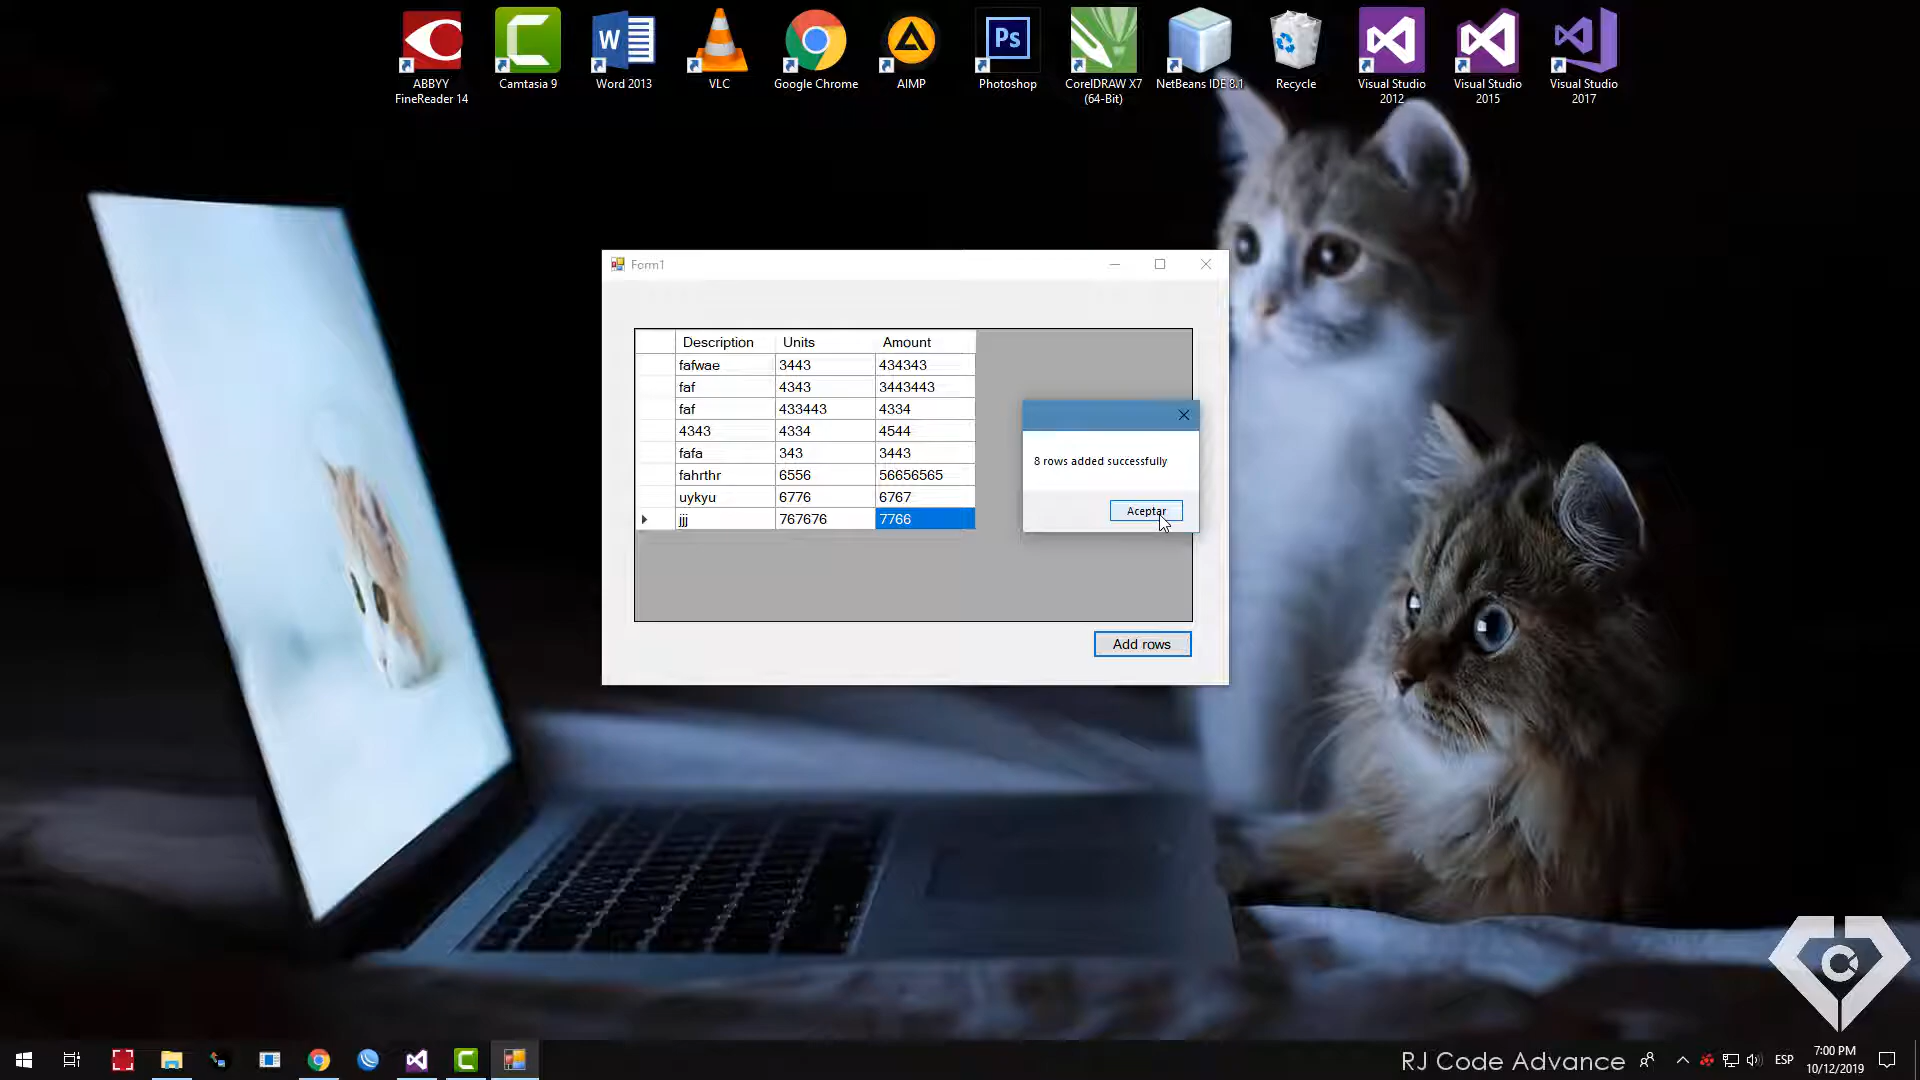 ABBYY
FineReader 14
Camtasia 9
Word 2013
VLC
Google Chrome
AIMP
Ps
Photoshop
CorelDRAW X7
(64-Bit)
NetBeans IDE 8.1
Recycle
Visual Studio
2012
Visual Studio
2015
Visual Studio
2017
Form1
Description Units Amount
fafwae 3443 434343
faf 4343 3443443
faf 433443 4334
4343 4334 4544
fafa 343 3443
fahrthr 6556 56656565
uykyu 6776 6767
jjj 767676 7766
8 rows added successfully
Aceptar
Add rows
RJ Code Advance
ESP
7:00 PM
10/12/2019